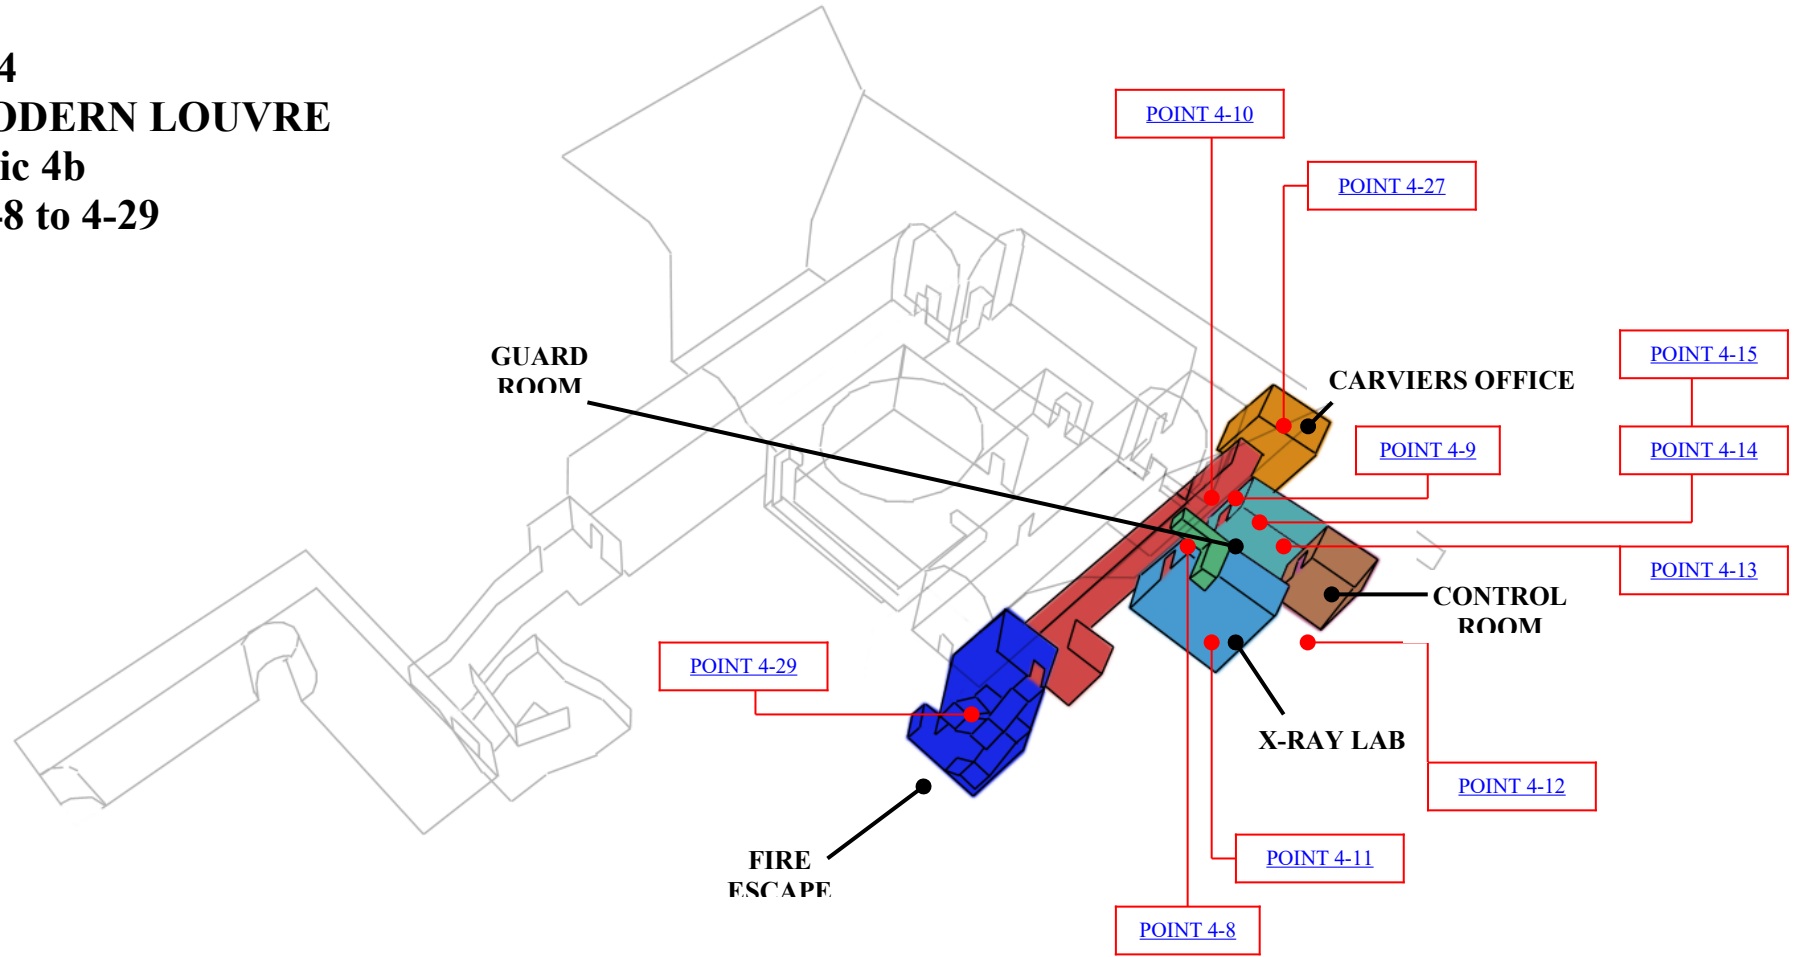 4
ODERN LOUVRE
ic 4b
8 to 4-29
POINT 4-10
POINT 4-27
GUARD
ROOM
CARVIERS OFFICE
POINT 4-15
POINT 4-9
POINT 4-14
POINT 4-13
CONTROL
ROOM
POINT 4-29
X-RAY LAB
POINT 4-12
FIRE
ESCAPE
POINT 4-11
POINT 4-8